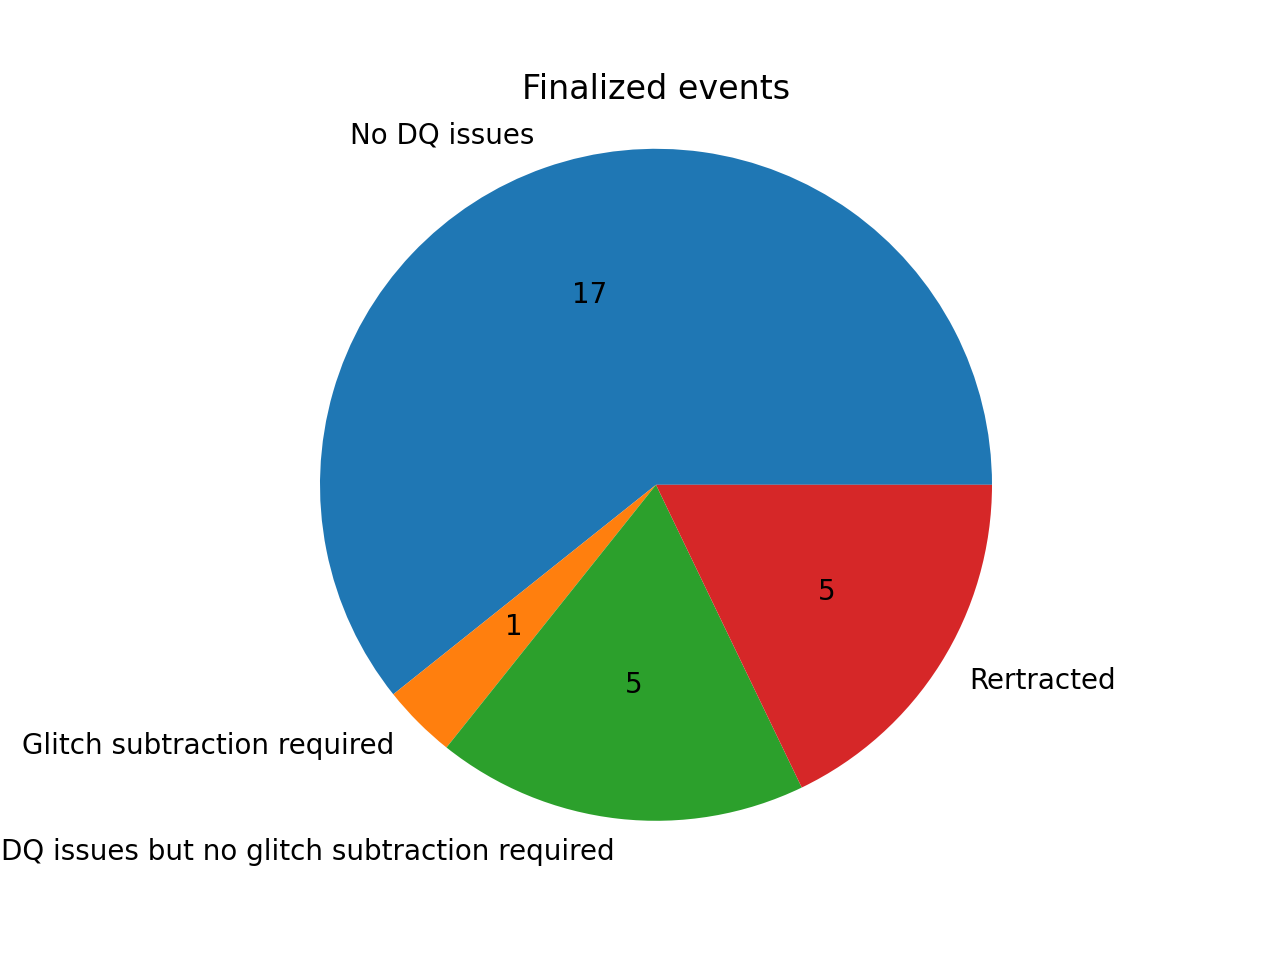 Finalized events
No DQ issues
17
5
1
5
Rertracted
Glitch subtraction required
DQ issues but no glitch subtraction required